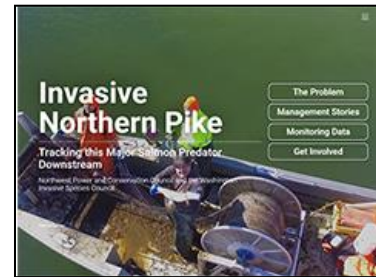 Invasive
Northern Pike
Tracking this Major Salmon Predator
Downstream
Northwest Power and Conservation Council and the Washington
Invasive Species Council
The Problem
Management Stories
Monitoring Data
Get Involved